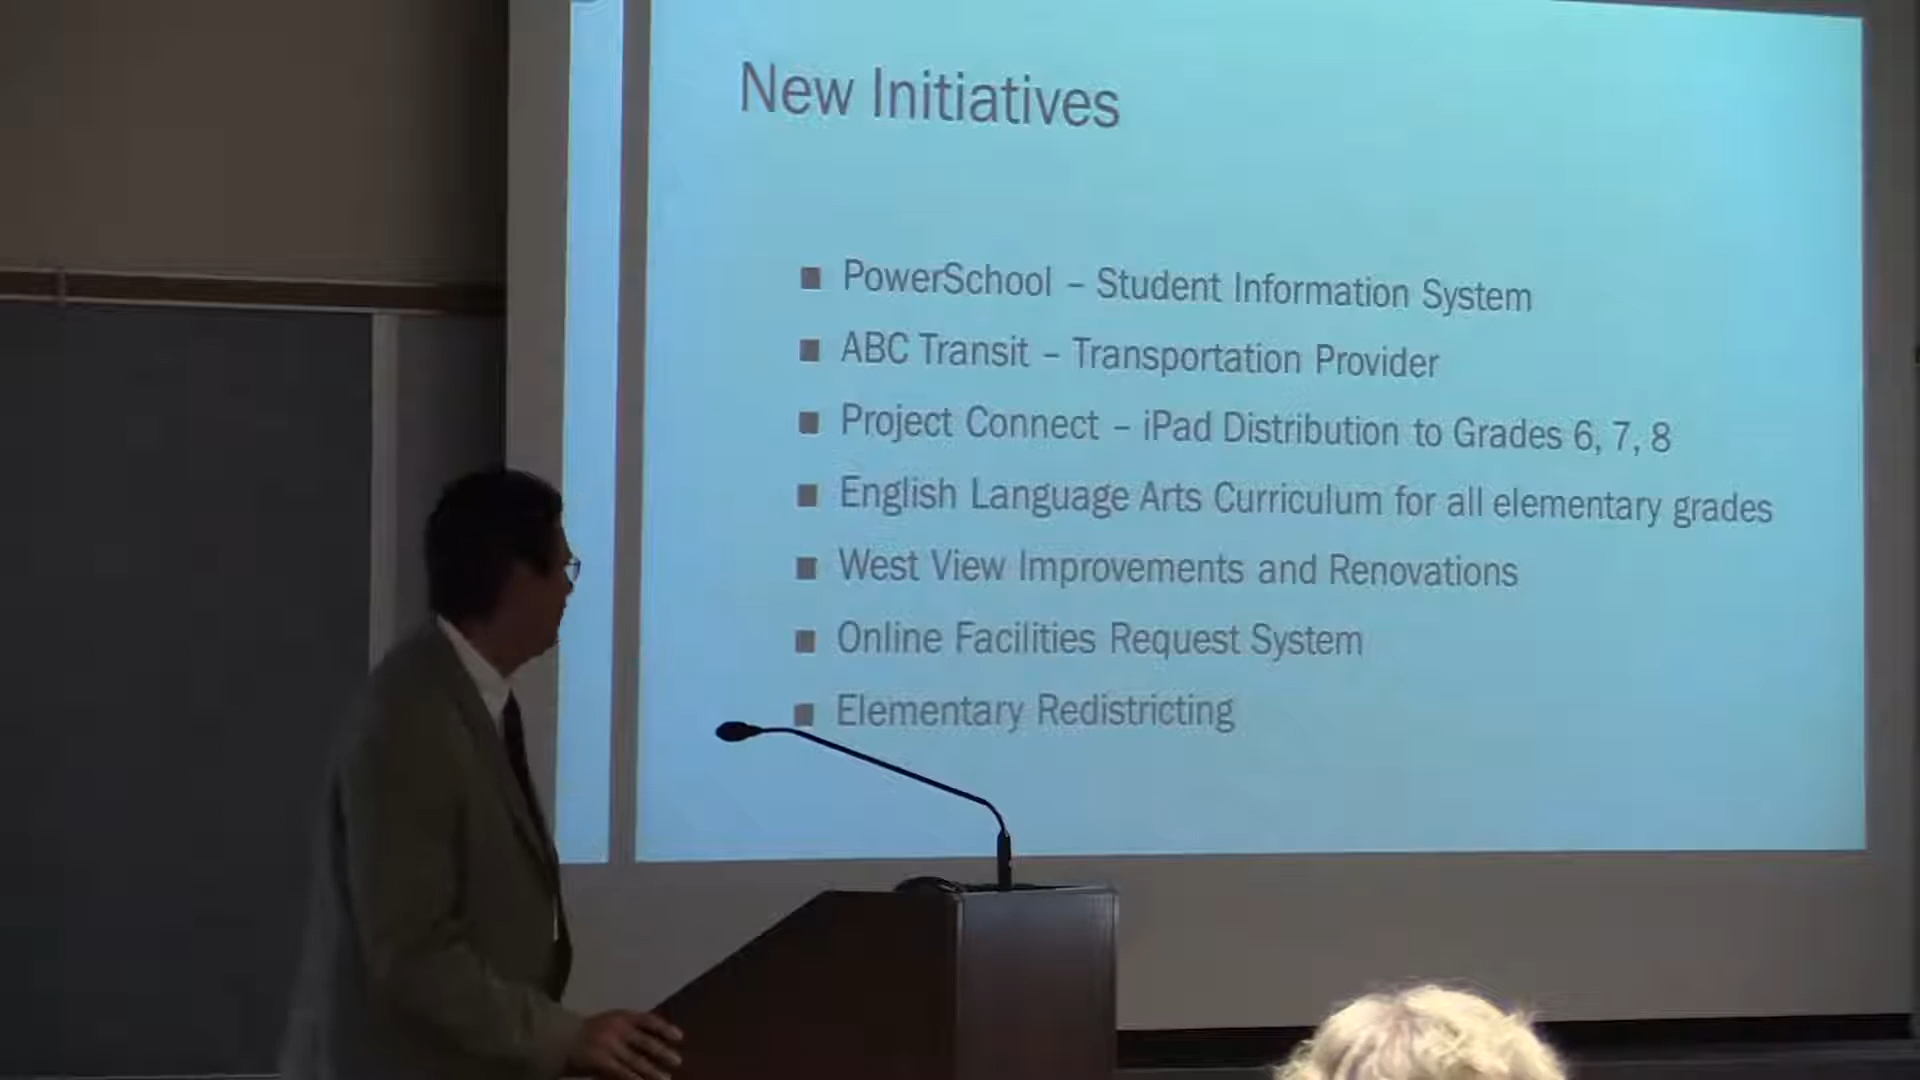 New Initiatives
PowerSchool – Student Information System
ABC Transit – Transportation Provider
Project Connect – iPad Distribution to Grades 6, 7, 8
English Language Arts Curriculum for all elementary grades
West View Improvements and Renovations
Online Facilities Request System
Elementary Redistricting